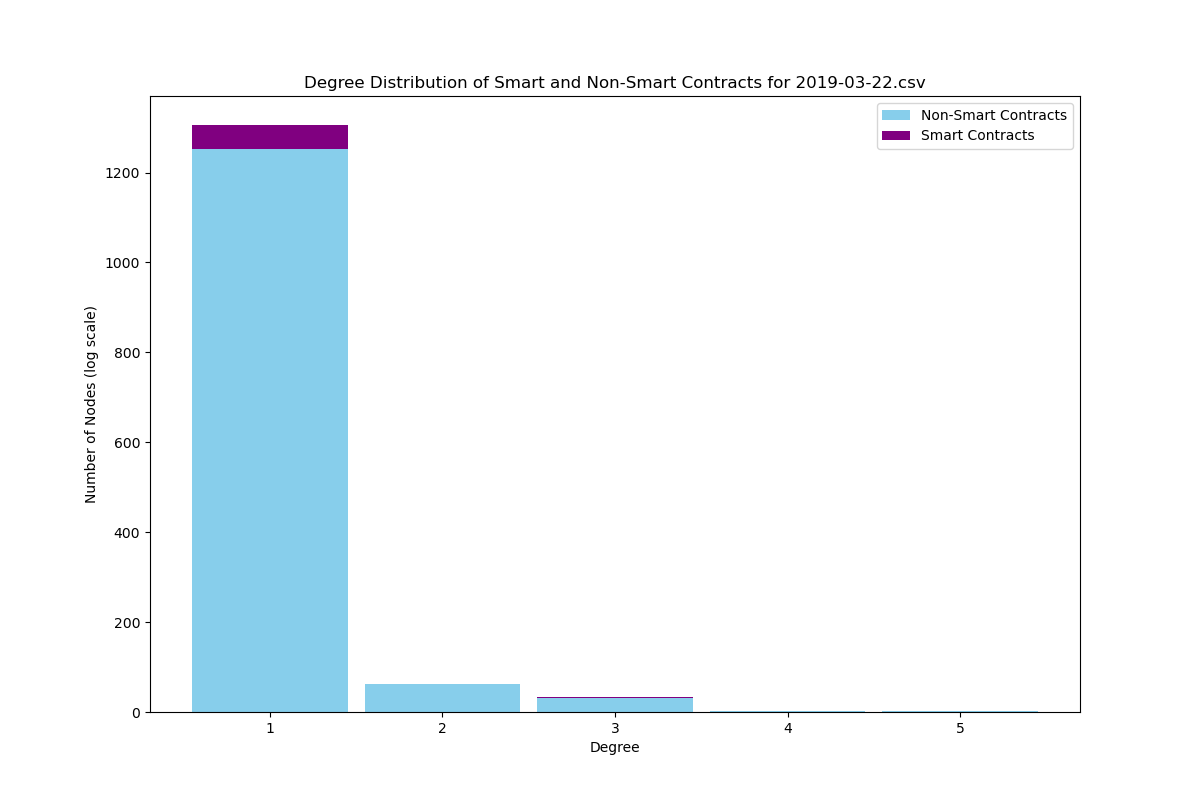 Degree Distribution of Smart and Non-Smart Contracts for 2019-03-22.csv
Non-Smart Contracts
Smart Contracts
Number of Nodes (log scale)
1200
1000
800
600
400
200
0
1 2 3 4 5
Degree